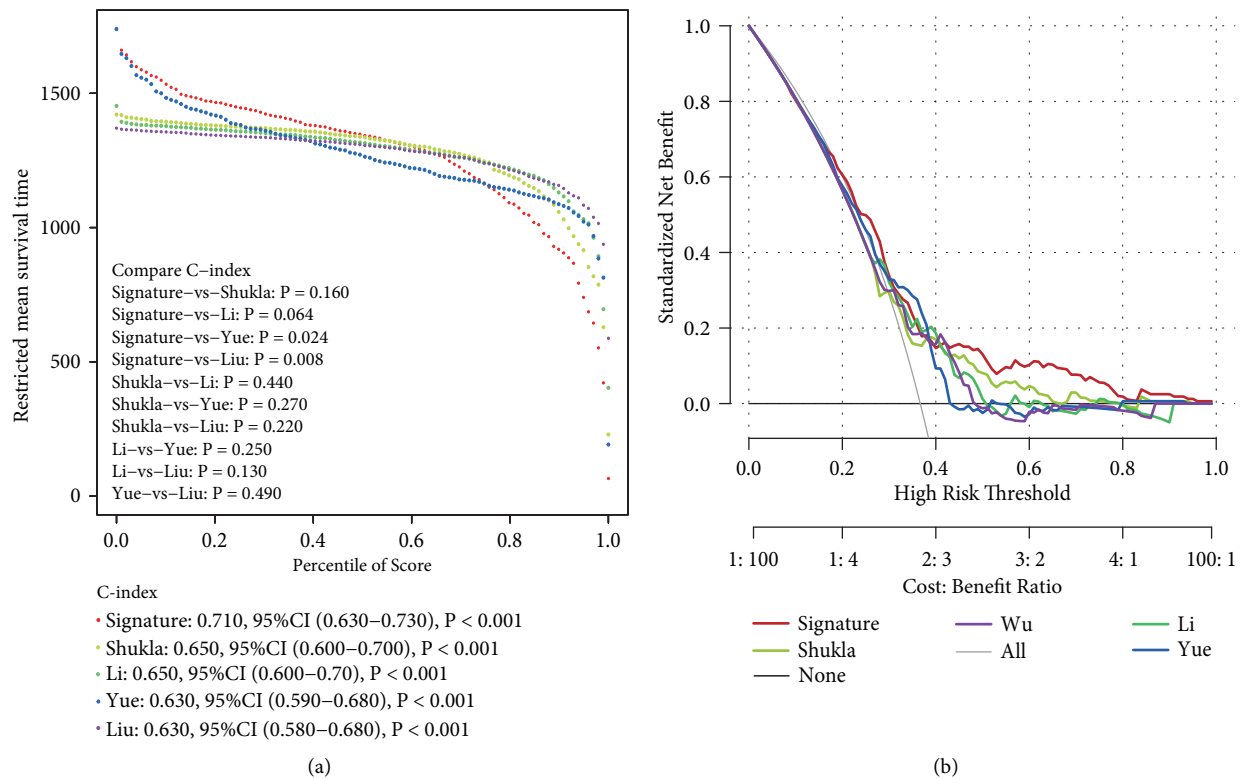 Restricted mean survival time
1500
1000
500
0
Compare C−index
Signature−vs−Shukla: P = 0.160
Signature−vs−Li: P = 0.064
Signature−vs−Yue: P = 0.024
Signature−vs−Liu: P = 0.008
Shukla−vs−Li: P = 0.440
Shukla−vs−Yue: P = 0.270
Shukla−vs−Liu: P = 0.220
Li−vs−Yue: P = 0.250
Li−vs−Liu: P = 0.130
Yue−vs−Liu: P = 0.490
0.0 0.2 0.4 0.6 0.8 1.0
Percentile of Score
C−index
Signature: 0.710, 95%CI (0.630−0.730), P < 0.001
Shukla: 0.650, 95%CI (0.600−0.700), P < 0.001
Li: 0.650, 95%CI (0.600−0.70), P < 0.001
Yue: 0.630, 95%CI (0.590−0.680), P < 0.001
Liu: 0.630, 95%CI (0.580−0.680), P < 0.001
(a)
Standardized Net Benefit
1.0
0.8
0.6
0.4
0.2
0.0
0.0 0.2 0.4 0.6 0.8 1.0
High Risk Threshold
1: 100 1: 4 2: 3 3: 2 4: 1 100: 1
Cost: Benefit Ratio
Signature Wu Li
Shukla All Yue
None
(b)